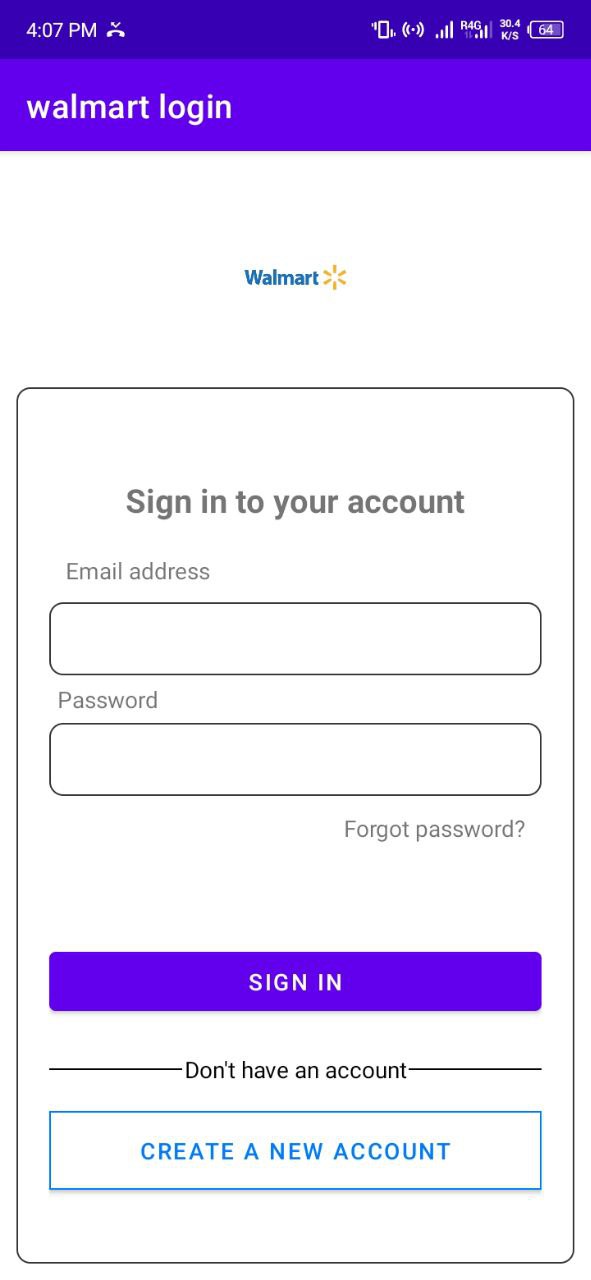 4:07 PM R4G 30.4 K/S 64
walmart login
Walmart
Sign in to your account
Email address
Password
Forgot password?
SIGN IN
Don't have an account
CREATE A NEW ACCOUNT